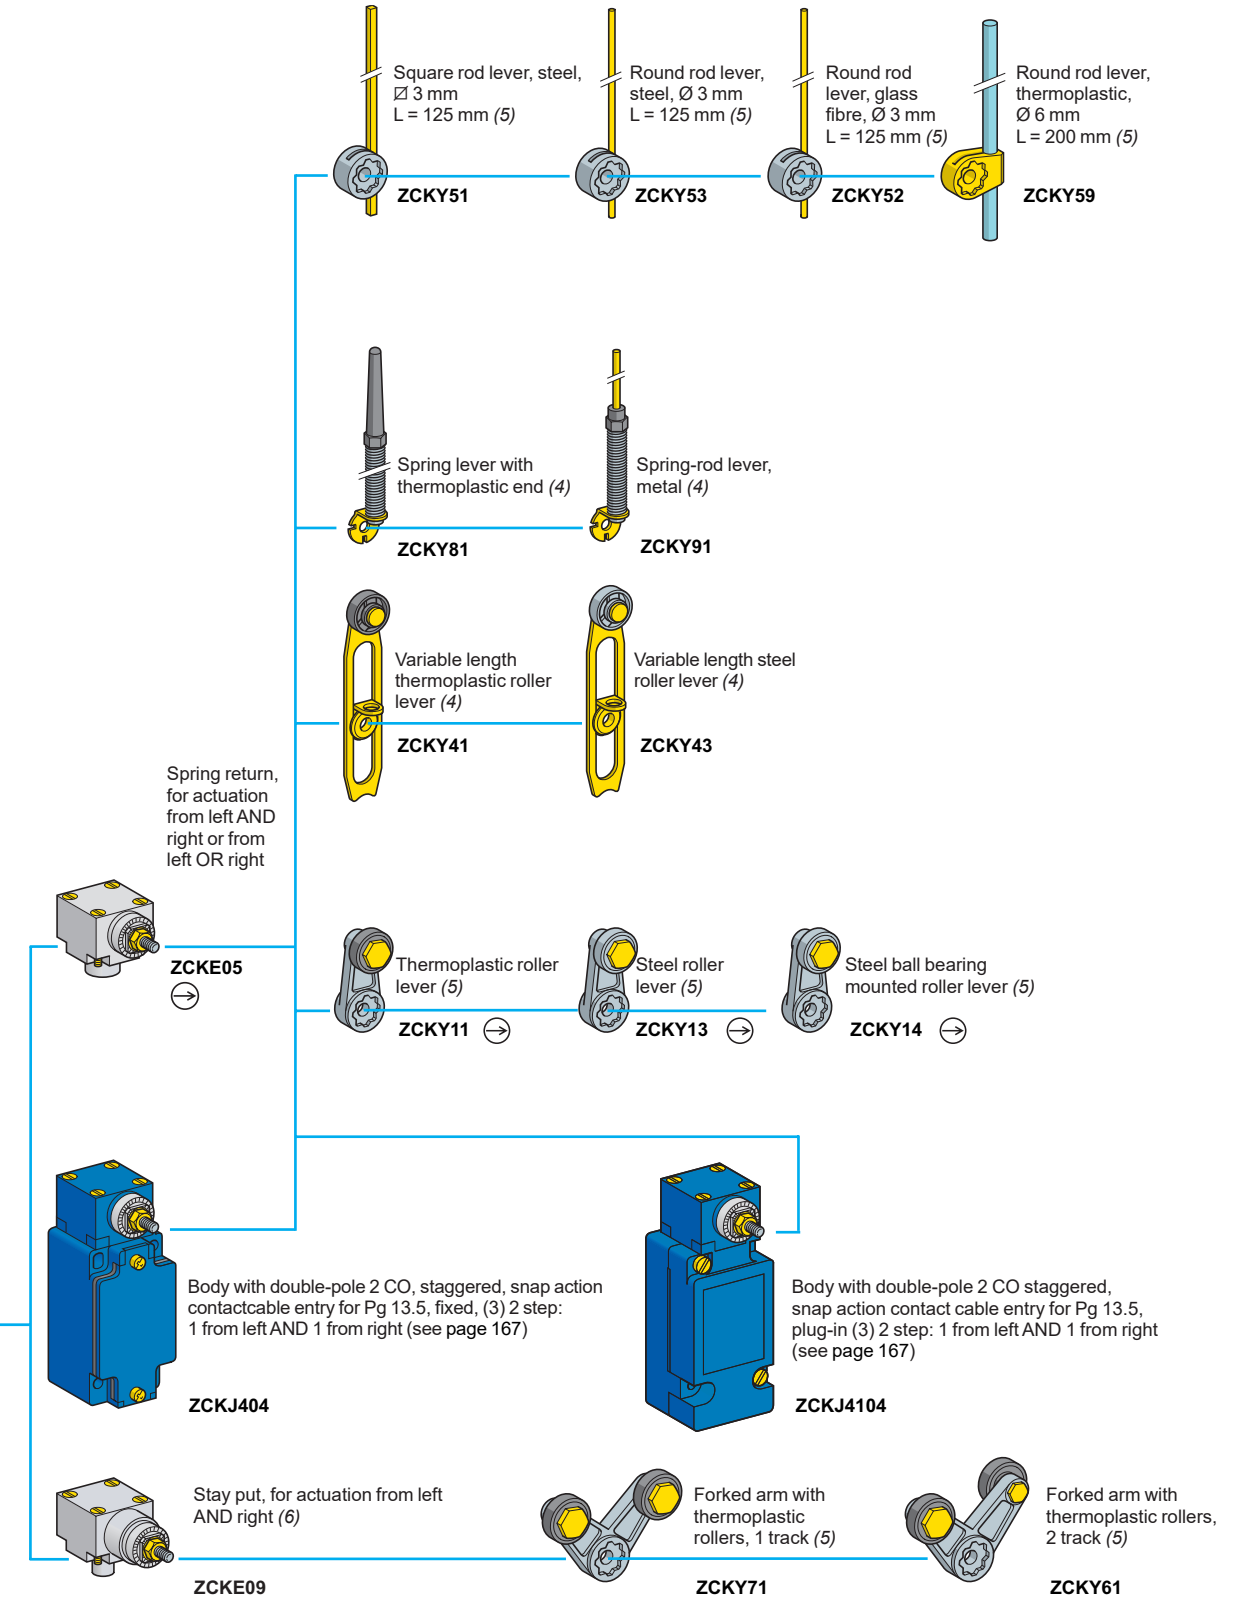 Square rod lever, steel,
⌀ 3 mm
L = 125 mm (5)
ZCKY51
Round rod lever,
steel, Ø 3 mm
L = 125 mm (5)
ZCKY53
Round rod
lever, glass
fibre, Ø 3 mm
L = 125 mm (5)
ZCKY52
Round rod lever,
thermoplastic,
Ø 6 mm
L = 200 mm (5)
ZCKY59
Spring lever with
thermoplastic end (4)
ZCKY81
Spring-rod lever,
metal (4)
ZCKY91
Variable length
thermoplastic roller
lever (4)
ZCKY41
Variable length steel
roller lever (4)
ZCKY43
Spring return,
for actuation
from left AND
right or from
left OR right
ZCKE05
Thermoplastic roller
lever (5)
ZCKY11
Steel roller
lever (5)
ZCKY13
Steel ball bearing
mounted roller lever (5)
ZCKY14
Body with double-pole 2 CO, staggered, snap action
contactcable entry for Pg 13.5, fixed, (3) 2 step:
1 from left AND 1 from right (see page 167)
ZCKJ404
Body with double-pole 2 CO staggered,
snap action contact cable entry for Pg 13.5,
plug-in (3) 2 step: 1 from left AND 1 from right
(see page 167)
ZCKJ4104
Stay put, for actuation from left
AND right (6)
ZCKE09
Forked arm with
thermoplastic
rollers, 1 track (5)
ZCKY71
Forked arm with
thermoplastic rollers,
2 track (5)
ZCKY61